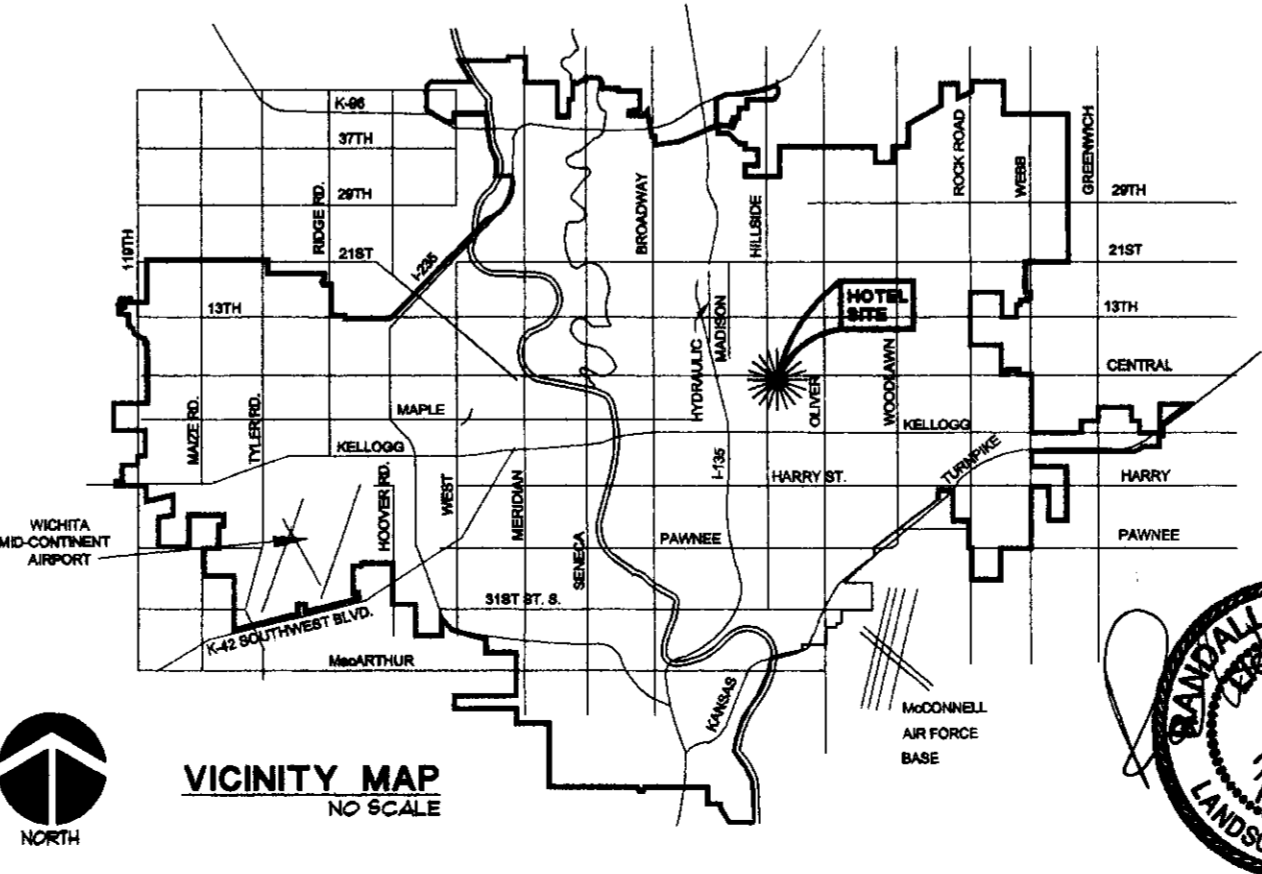 K-96
37TH
RIDGE RD.
29TH
119TH
21ST
I-235
13TH
BROADWAY
HILLSIDE
ROCK ROAD
WEBB
GREENWICH
29TH
21ST
HOTEL
SITE
13TH
HYDRAULIC
MADISON
OLIVER
WOODLAWN
CENTRAL
MAIZE RD.
TYLER RD.
MAPLE
KELLOGG
KELLOGG
HOOVER RD.
WEST
MERIDIAN
SENECA
I-135
HARRY ST.
TURNPIKE
HARRY
WICHITA
MID-CONTINENT
AIRPORT
PAWNEE
PAWNEE
31ST ST. S.
K-42 SOUTHWEST BLVD.
MacARTHUR
KANSAS
McCONNELL
AIR FORCE
BASE
NORTH
VICINITY MAP
NO SCALE
RANDALL